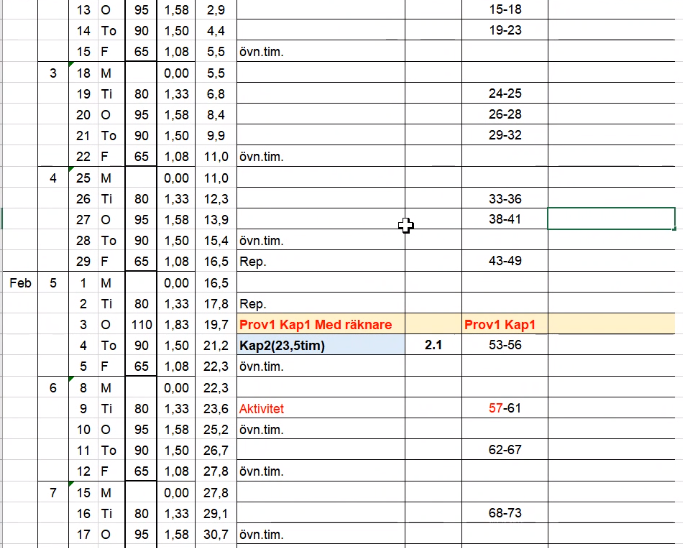 13 O 95 1,58 2,9 15-18
14 To 90 1,50 4,4 19-23
15 F 65 1,08 5,5 övn.tim.
3 18 M 0,00 5,5
19 Ti 80 1,33 6,8 24-25
20 O 95 1,58 8,4 26-28
21 To 90 1,50 9,9 29-32
22 F 65 1,08 11,0 övn.tim.
4 25 M 0,00 11,0
26 Ti 80 1,33 12,3 33-36
27 O 95 1,58 13,9 38-41
28 To 90 1,50 15,4 övn.tim.
29 F 65 1,08 16,5 Rep. 43-49
Feb 5 1 M 0,00 16,5
2 Ti 80 1,33 17,8 Rep.
3 O 110 1,83 19,7 Prov1 Kap1 Med räknare Prov1 Kap1
4 To 90 1,50 21,2 Kap2(23,5tim) 2.1 53-56
5 F 65 1,08 22,3 övn.tim.
6 8 M 0,00 22,3
9 Ti 80 1,33 23,6 Aktivitet 57-61
10 O 95 1,58 25,2 övn.tim.
11 To 90 1,50 26,7 62-67
12 F 65 1,08 27,8 övn.tim.
7 15 M 0,00 27,8
16 Ti 80 1,33 29,1 68-73
17 O 95 1,58 30,7 övn.tim.